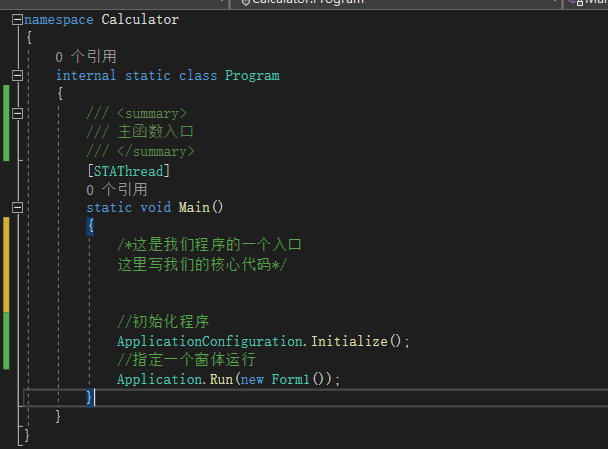 Calculator.Program
namespace Calculator
{
0 个引用
internal static class Program
{
/// <summary>
/// 主函数入口
/// </summary>
[STAThread]
0 个引用
static void Main()
{
/*这是我们程序的一个入口
这里写我们的核心代码*/
//初始化程序
ApplicationConfiguration.Initialize();
//指定一个窗体运行
Application.Run(new Form1());
}
}
}